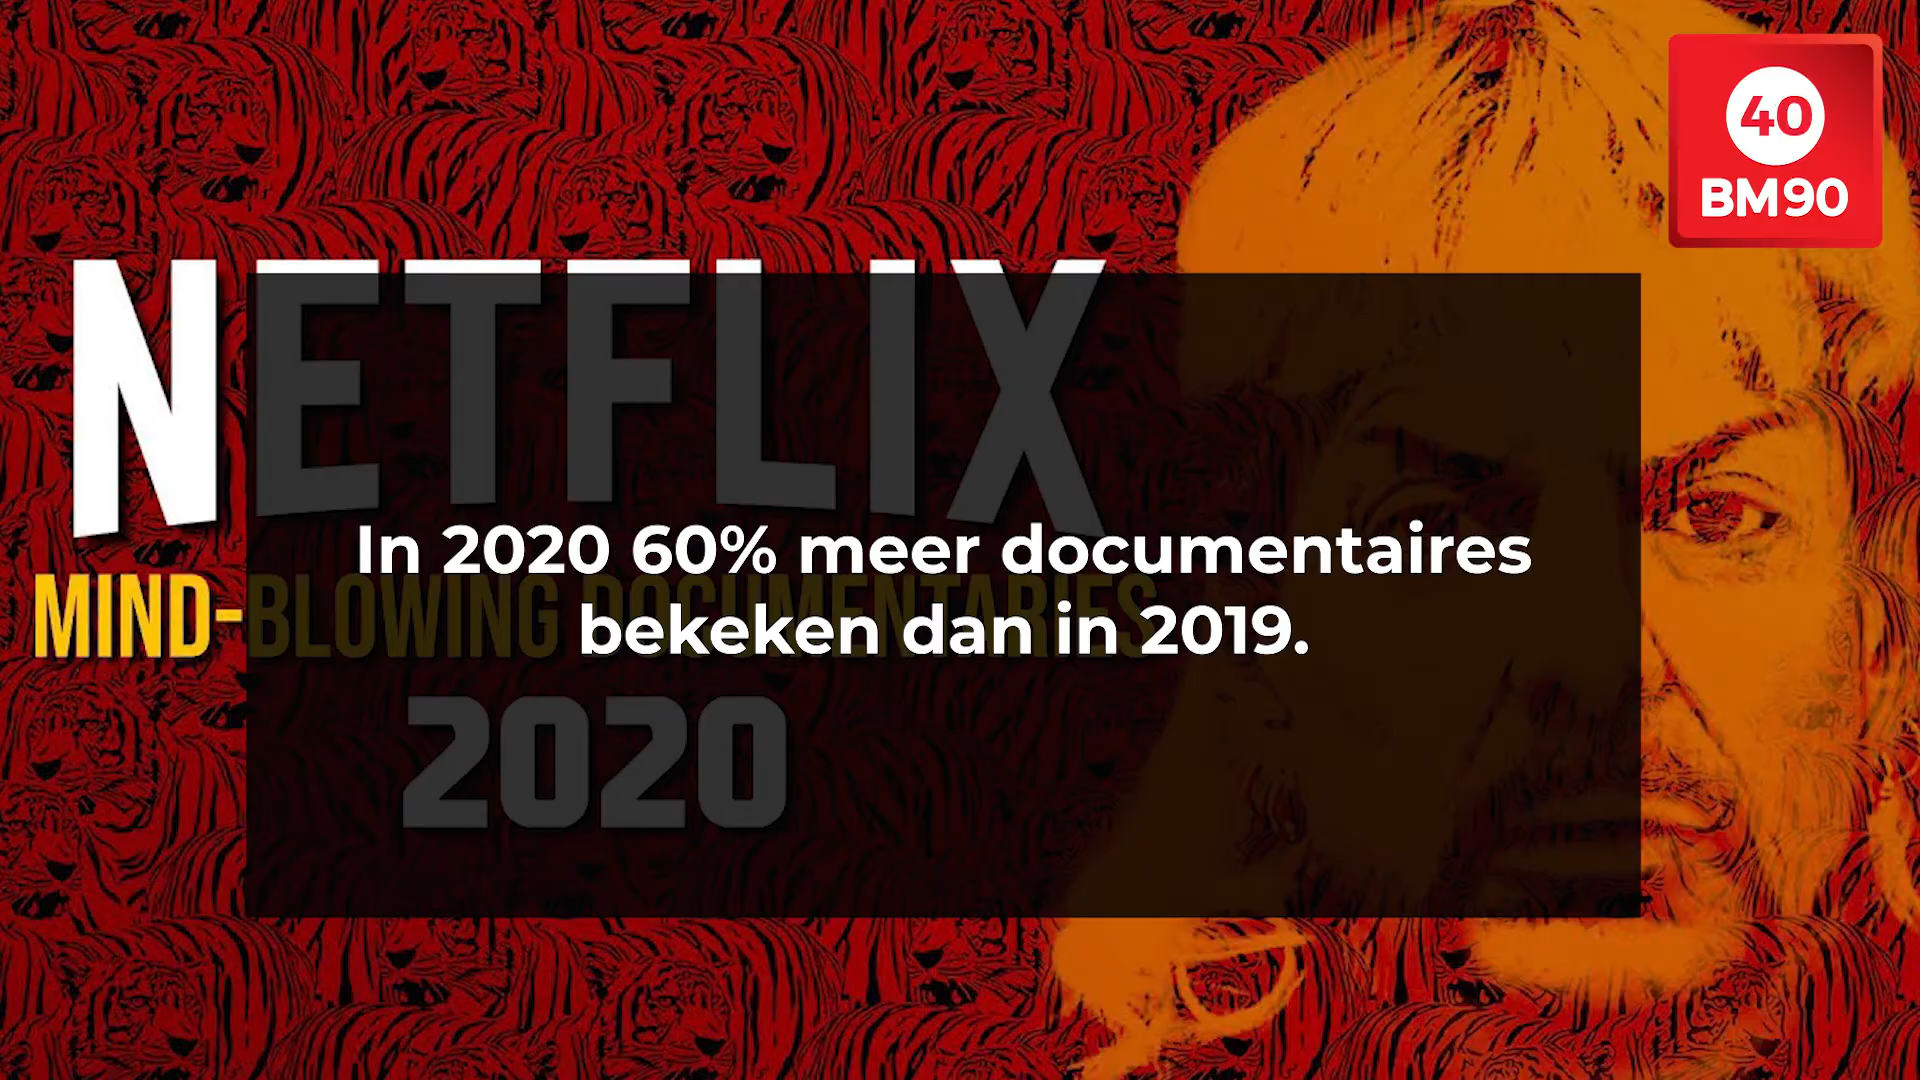 40
BM90
NETFLIX
In 2020 60% meer documentaires
MIND-BLOWING DOCUMENTARIES
bekeken dan in 2019.
2020